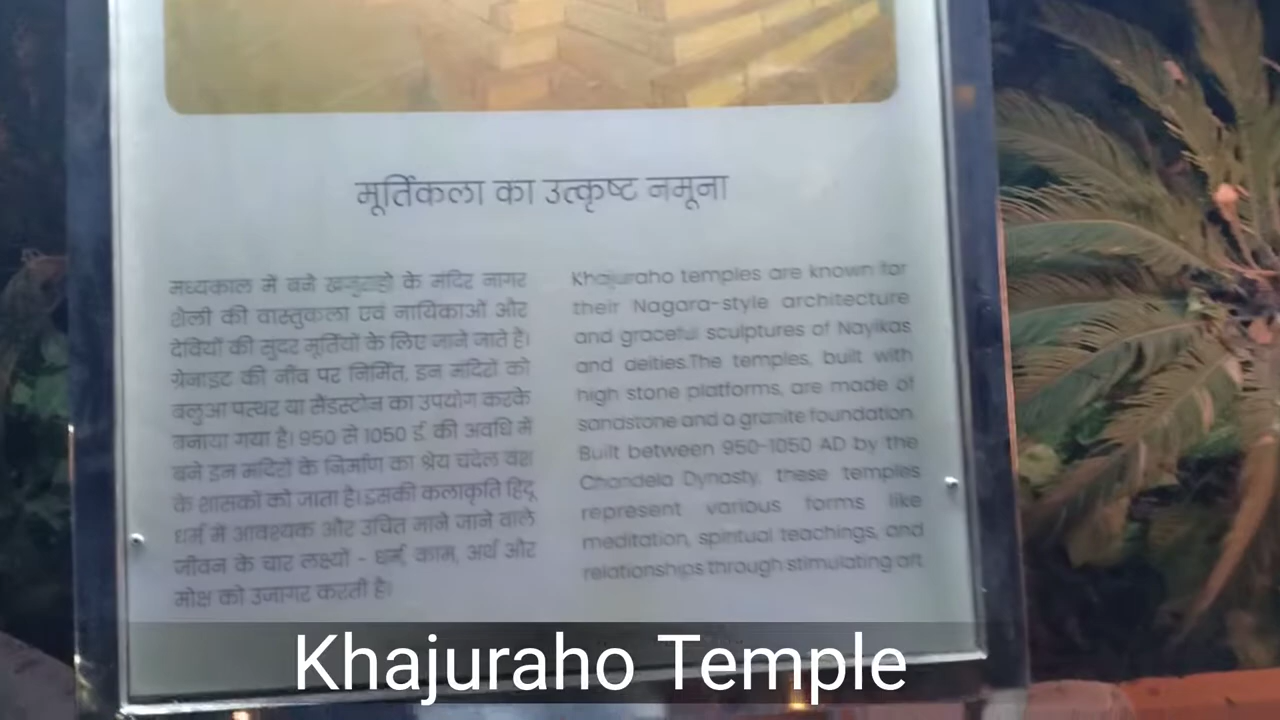 मूर्तिकला का उत्कृष्ट नमूना
मध्यकाल में बने खजुराहो के मंदिर नागर
शैली की वास्तुकला एवं नायिकाओं और
देवियों की सुंदर मूर्तियों के लिए जाने जाते है।
ग्रेनाइट की नींव पर निर्मित, इन मंदिरों को
बलुआ पत्थर या सैंडस्टोन का उपयोग करके
बनाया गया है। 950 से 1050 ई. की अवधि में
बने इन मंदिरों के निर्माण का श्रेय चंदेल वंश
के शासकों को जाता है। इसकी कलाकृति हिंदू
धर्म में आवश्यक और उचित माने जाने वाले
जीवन के चार लक्ष्यों - धर्म, काम, अर्थ और
मोक्ष को उजागर करती है।
Khajuraho temples are known for
their Nagara-style architecture
and graceful sculptures of Nayikas
and deities.The temples, built with
high stone platforms, are made of
sandstone and a granite foundation.
Built between 950-1050 AD by the
Chandela Dynasty, these temples
represent various forms like
meditation, spiritual teachings, and
relationships through stimulating art.
Khajuraho Temple